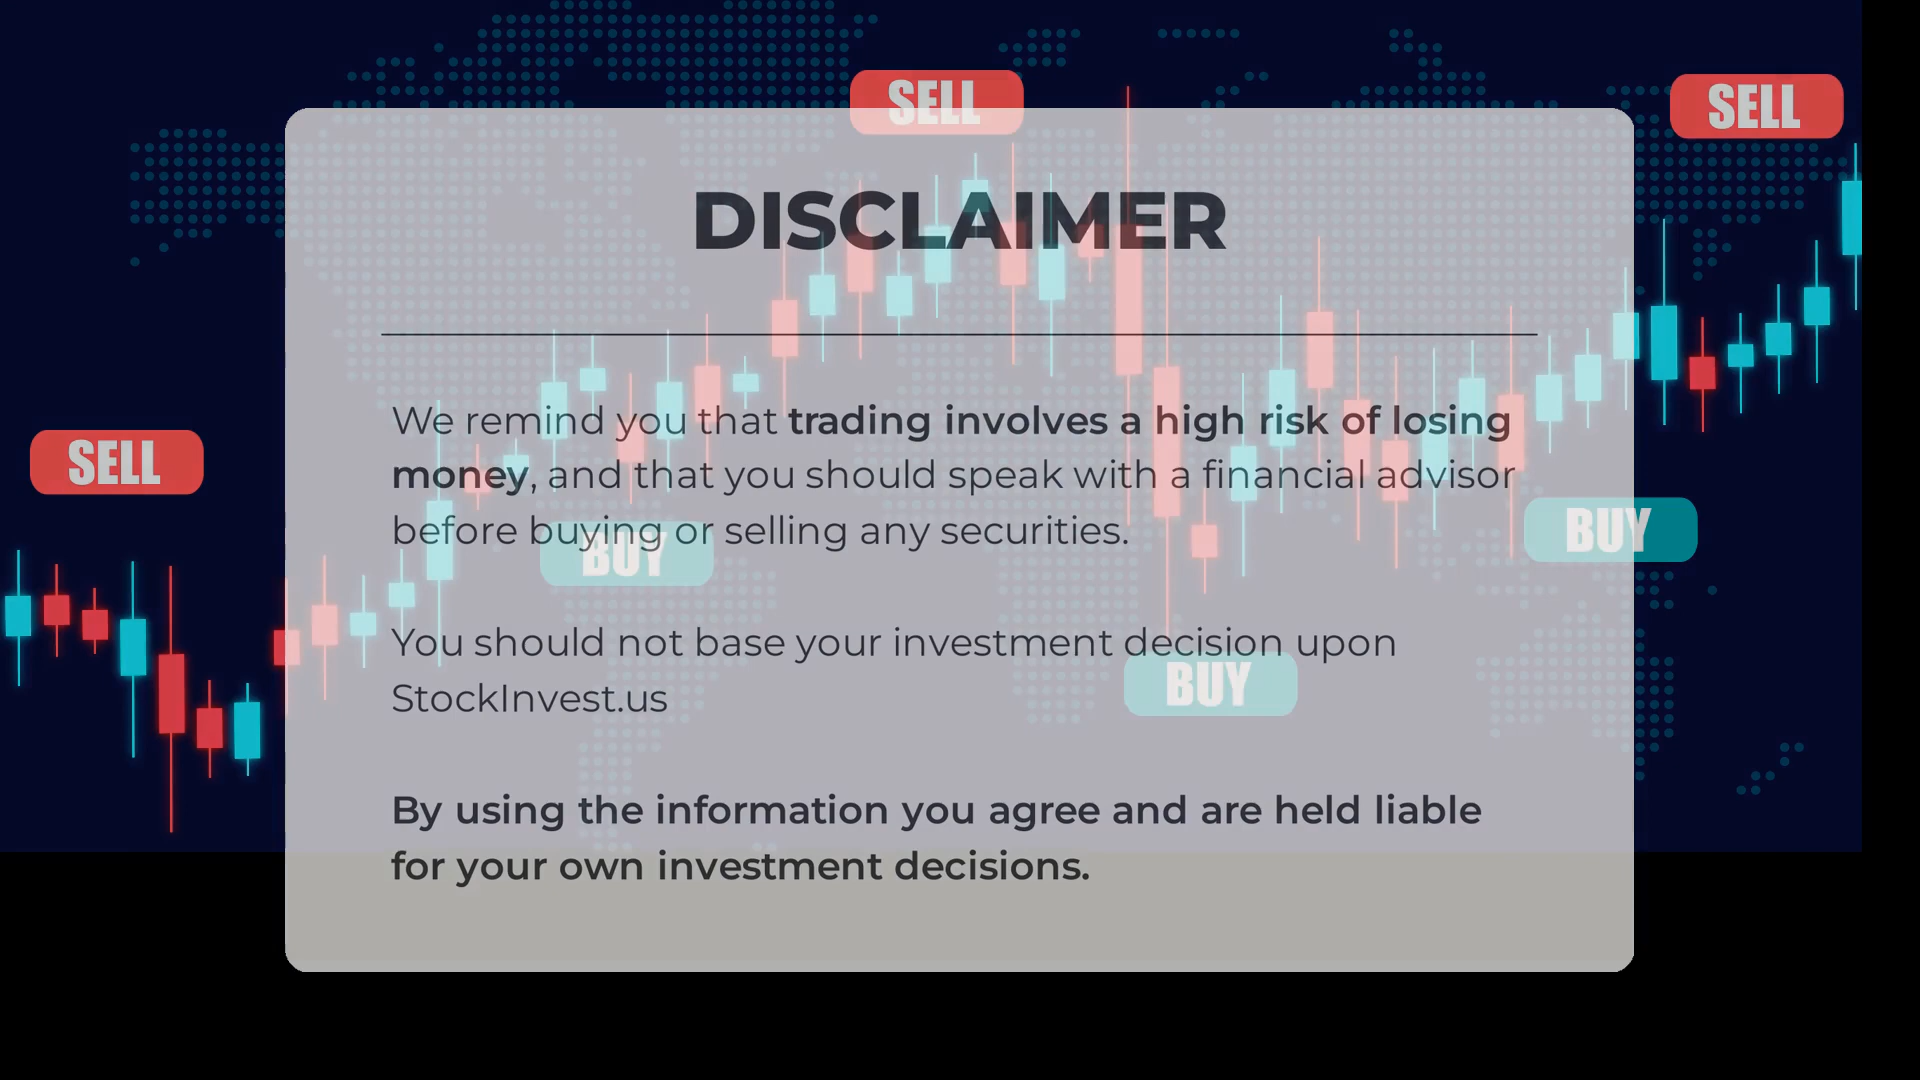 SELL
SELL
DISCLAIMER
We remind you that trading involves a high risk of losing
money, and that you should speak with a financial advisor
before buying or selling any securities.
SELL
BUY
BUY
You should not base your investment decision upon
StockInvest.us
BUY
By using the information you agree and are held liable
for your own investment decisions.